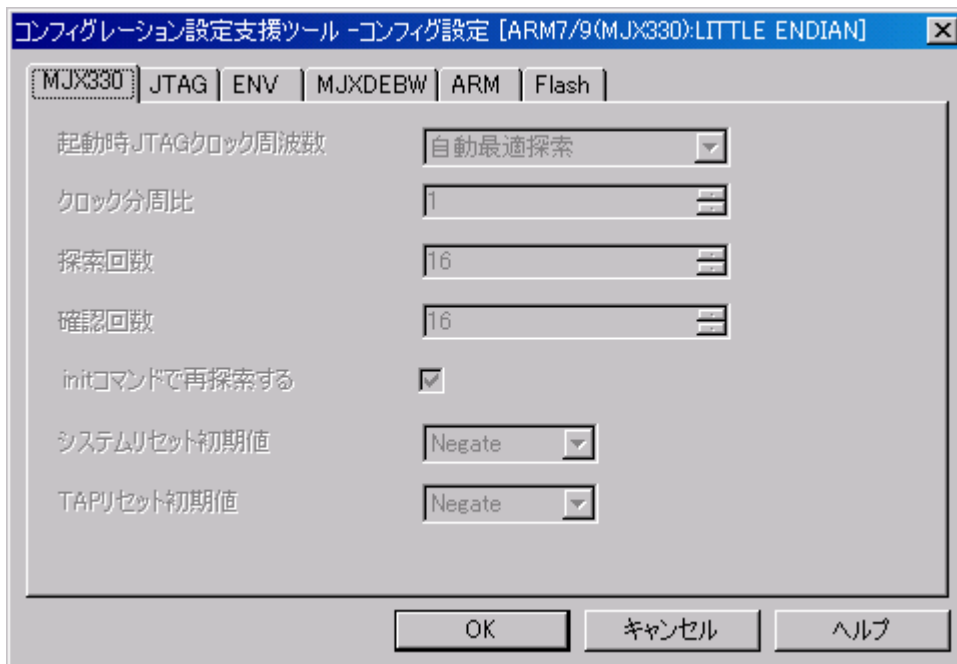 コンフィグレーション設定支援ツール -コンフィグ設定 [ARM7/9(MJX330):LITTLE ENDIAN]
MJX330 JTAG ENV MJXDEBW ARM Flash
起動時JTAGクロック周波数 自動最適探索
クロック分周比 1
探索回数 16
確認回数 16
initコマンドで再探索する
システムリセット初期値 Negate
TAPリセット初期値 Negate
OK キャンセル ヘルプ